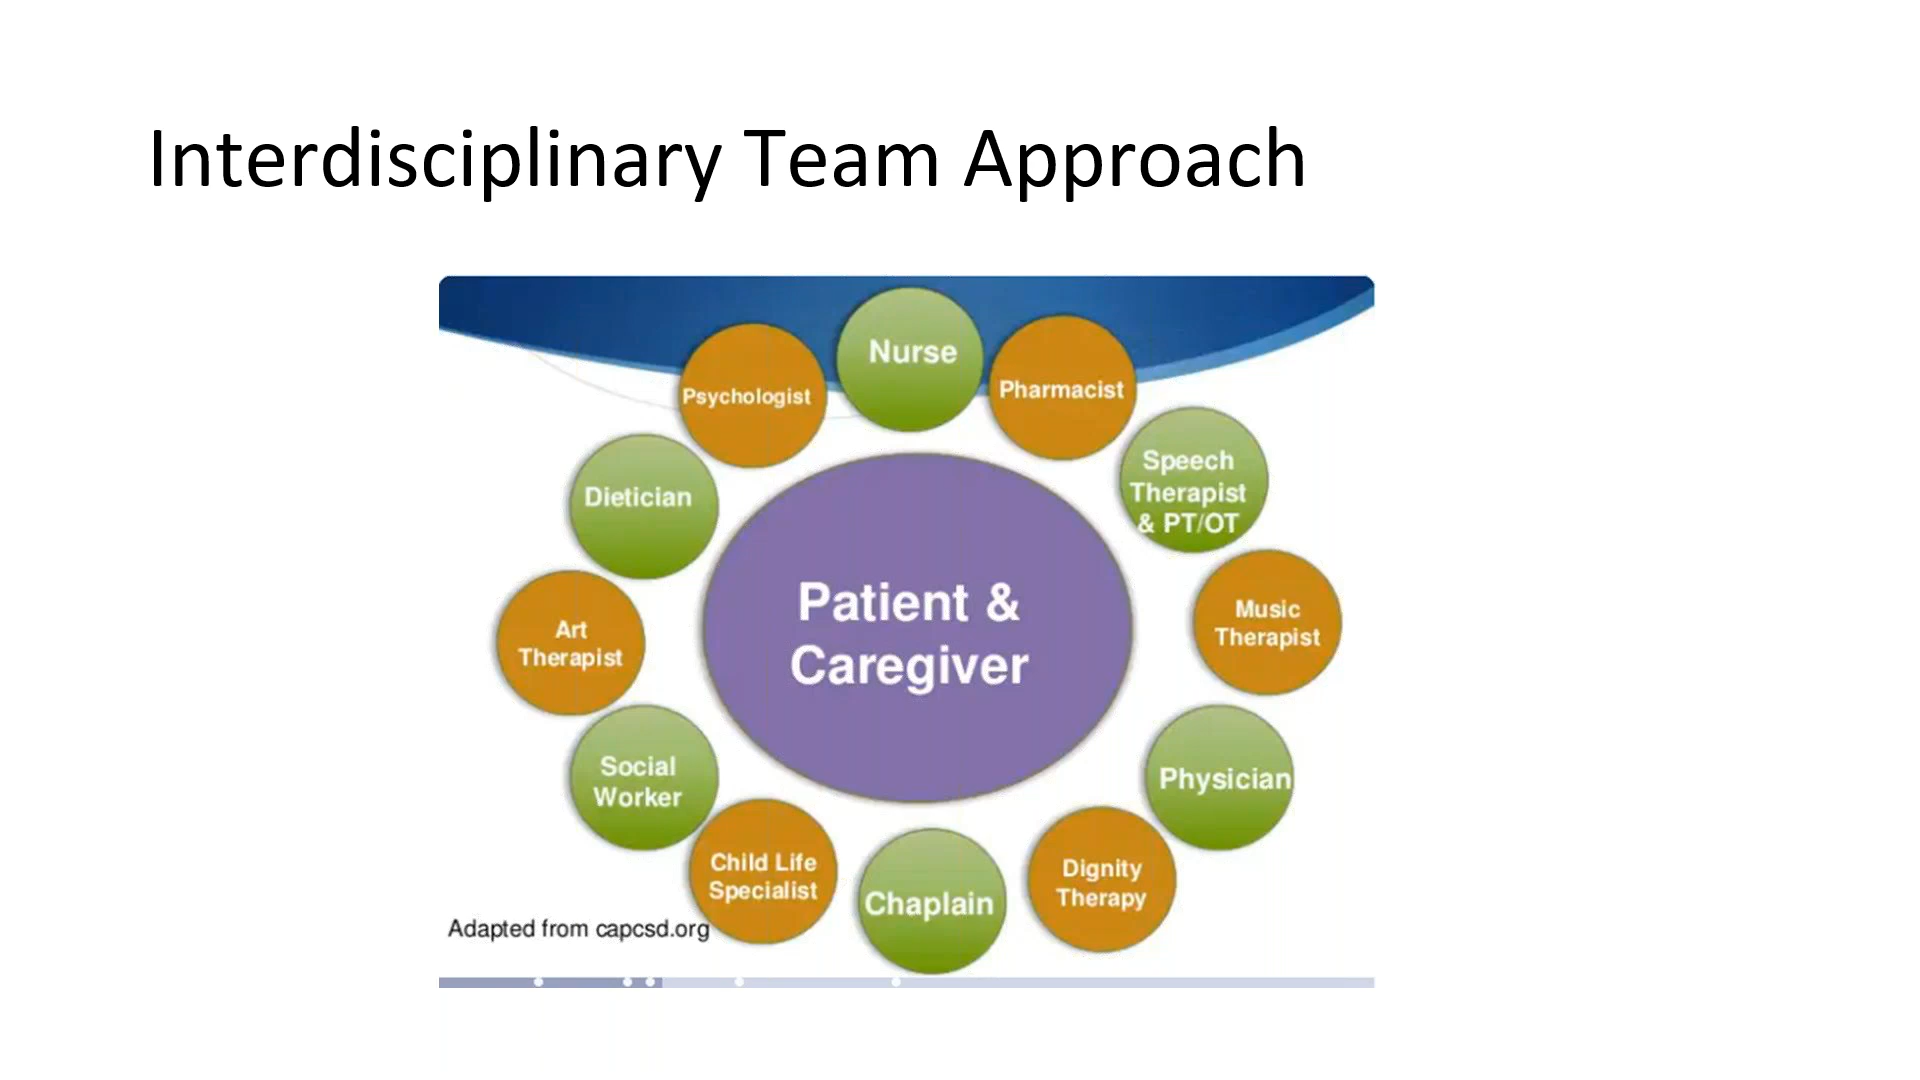 Interdisciplinary Team Approach
Nurse
Psychologist
Pharmacist
Speech
Therapist
& PT/OT
Dietician
Music
Therapist
Patient &
Caregiver
Art
Therapist
Physician
Social
Worker
Child Life
Specialist
Dignity
Therapy
Chaplain
Adapted from capcsd.org